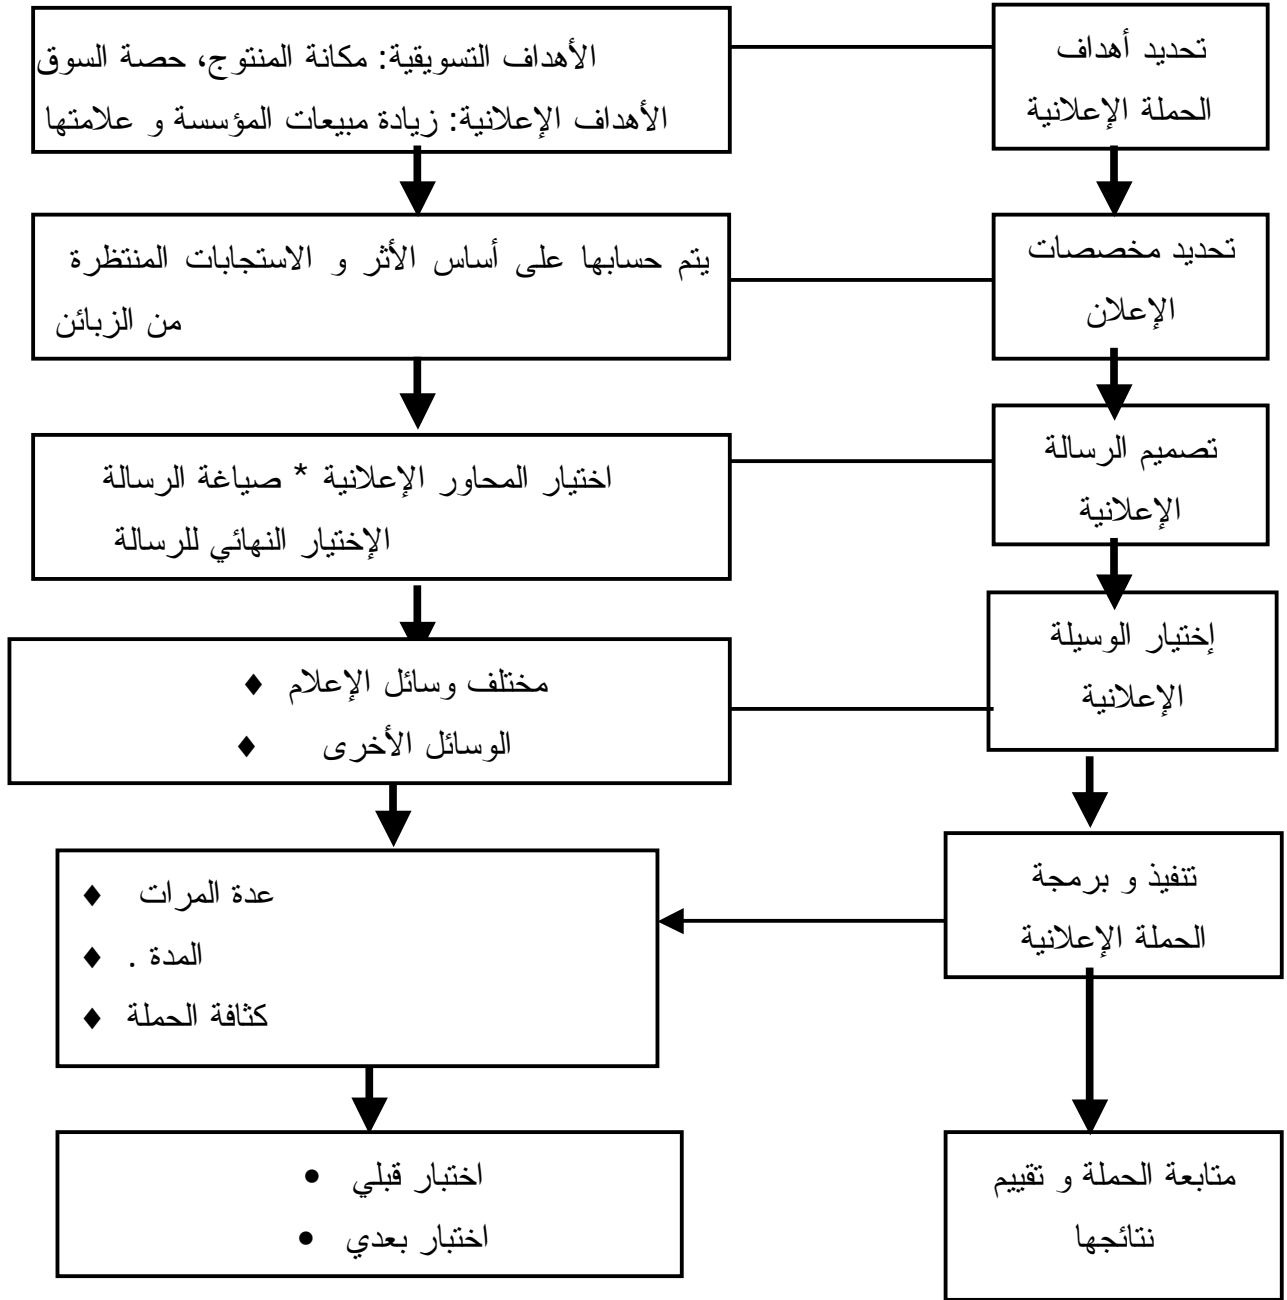 تحديد أهداف
الحملة الإعلانية
الأهداف التسويقية: مكانة المنتوج، حصة السوق
الأهداف الإعلانية: زيادة مبيعات المؤسسة و علامتها
تحديد مخصصات
الإعلان
يتم حسابها على أساس الأثر و الاستجابات المنتظرة
من الزبائن
تصميم الرسالة
الإعلانية
اختيار المحاور الإعلانية * صياغة الرسالة
الإختيار النهائي للرسالة
إختيار الوسيلة
الإعلانية
مختلف وسائل الإعلام ♦
الوسائل الأخرى ♦
تنفيذ و برمجة
الحملة الإعلانية
عدة المرات ♦
المدة . ♦
كثافة الحملة ♦
متابعة الحملة و تقييم
نتائجها
اختبار قبلي •
اختبار بعدي •